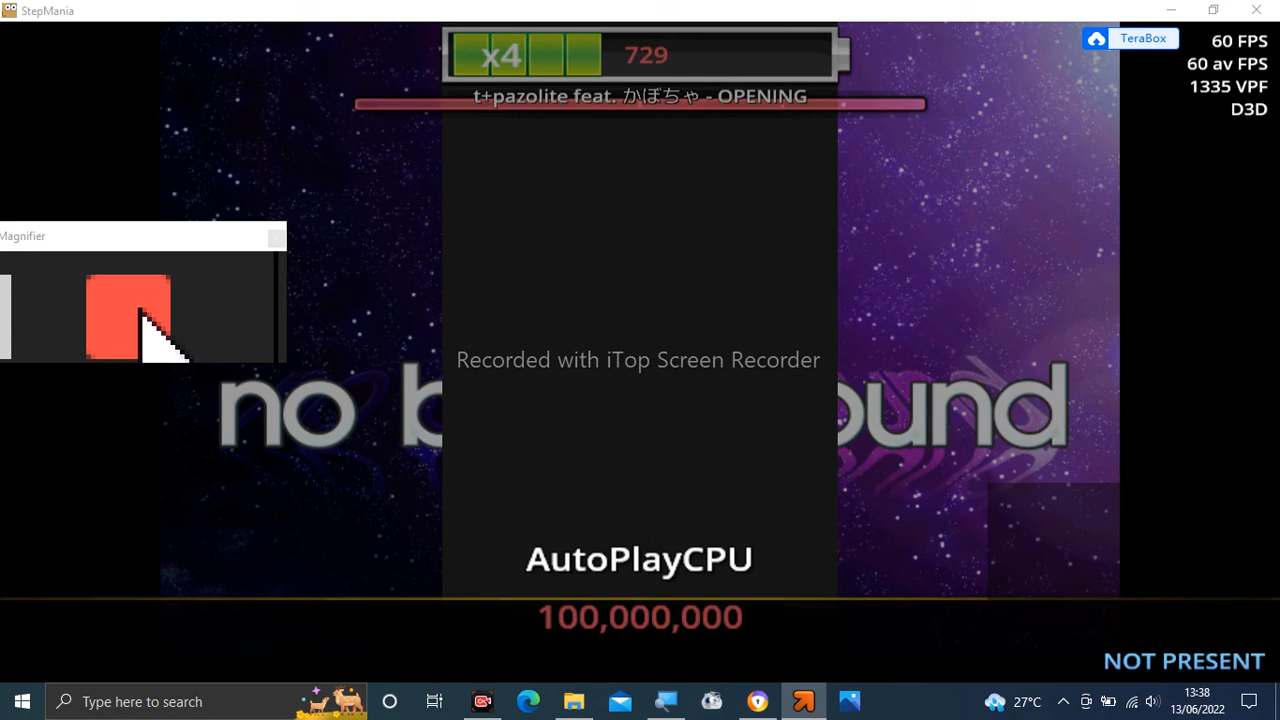 StepMania
x4
729
t+pazolite feat. かぼちゃ - OPENING
TeraBox
60 FPS
60 av FPS
1335 VPF
D3D
Magnifier
Recorded with iTop Screen Recorder
no b ound
AutoPlayCPU
100,000,000
NOT PRESENT
Type here to search
27°C
13:38
13/06/2022